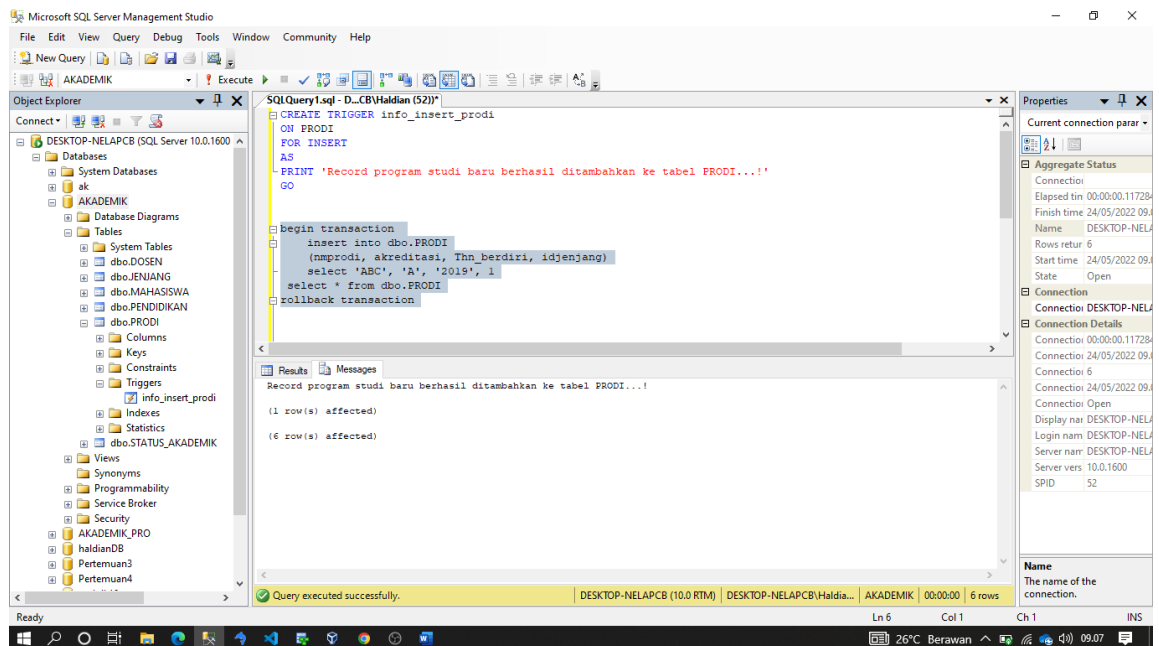 Microsoft SQL Server Management Studio
File Edit View Query Debug Tools Window Community Help
New Query
AKADEMIK Execute
Object Explorer
Connect
DESKTOP-NELAPCB (SQL Server 10.0.1600
Databases
System Databases
ak
AKADEMIK
Database Diagrams
Tables
System Tables
dbo.DOSEN
dbo.JENJANG
dbo.MAHASISWA
dbo.PENDIDIKAN
dbo.PRODI
Columns
Keys
Constraints
Triggers
info_insert_prodi
Indexes
Statistics
dbo.STATUS_AKADEMIK
Views
Synonyms
Programmability
Service Broker
Security
AKADEMIK_PRO
haldianDB
Pertemuan3
Pertemuan4
SQLQuery1.sql - D...CB\Haldian (52))*
CREATE TRIGGER info_insert_prodi
ON PRODI
FOR INSERT
AS
PRINT 'Record program studi baru berhasil ditambahkan ke tabel PRODI...!'
GO
begin transaction
insert into dbo.PRODI
(nmprodi, akreditasi, Thn_berdiri, idjenjang)
select 'ABC', 'A', '2019', 1
select * from dbo.PRODI
rollback transaction
Results Messages
Record program studi baru berhasil ditambahkan ke tabel PRODI...!
(1 row(s) affected)
(6 row(s) affected)
Query executed successfully. DESKTOP-NELAPCB (10.0 RTM) DESKTOP-NELAPCB\Haldia... AKADEMIK 00:00:00 6 rows
Properties
Current connection parar
Aggregate Status
Connection
Elapsed tin 00:00:00.11728
Finish time 24/05/2022 09.
Name DESKTOP-NELA
Rows retur 6
Start time 24/05/2022 09.
State Open
Connection
Connectio DESKTOP-NELA
Connection Details
Connectio 00:00:00.11728
Connectio 24/05/2022 09.
Connectio 6
Connectio 24/05/2022 09.
Connectio Open
Display nar DESKTOP-NELA
Login nam DESKTOP-NELA
Server nam DESKTOP-NELA
Server vers 10.0.1600
SPID 52
Name
The name of the
connection.
Ready Ln 6 Col 1 Ch 1 INS
26°C Berawan 09.07